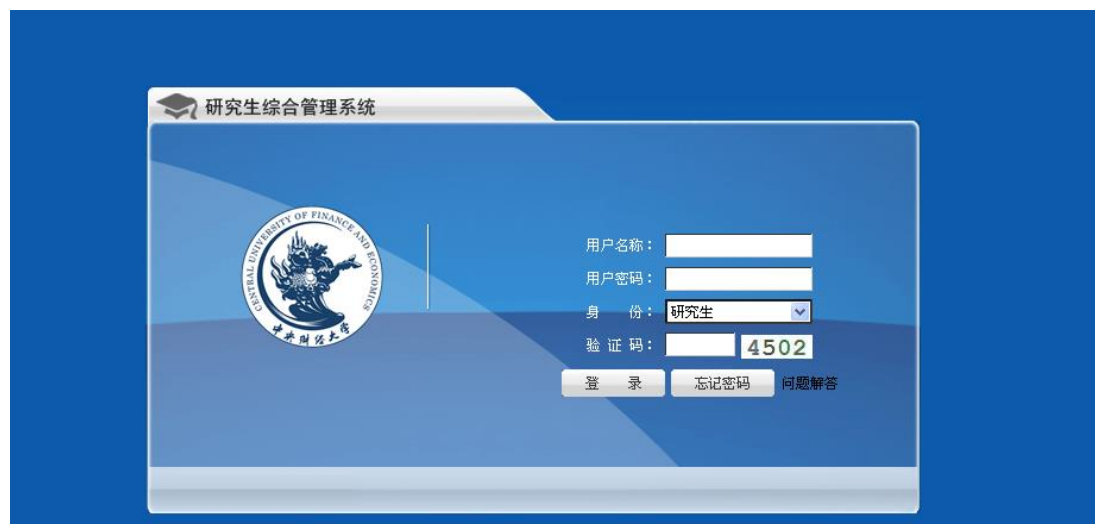 研究生综合管理系统
CENTRAL UNIVERSITY OF FINANCE AND ECONOMICS
中央财经大学
用户名称：
用户密码：
身 份： 研究生
验 证 码： 4502
登 录 忘记密码 问题解答